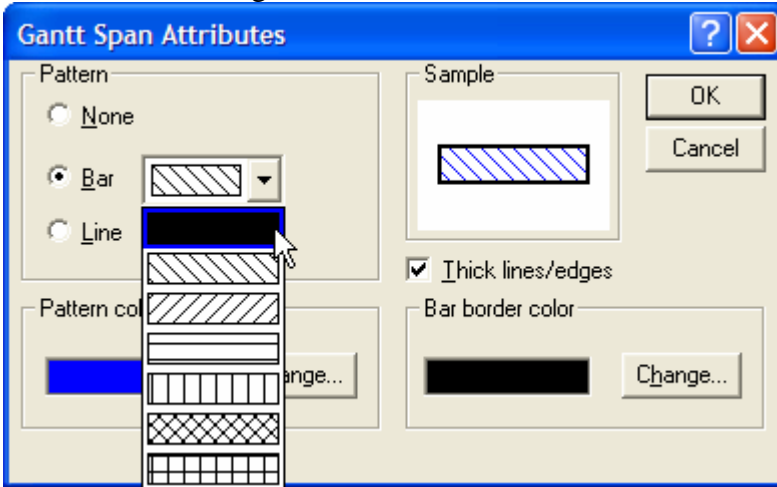 Gantt Span Attributes
Pattern
None
Bar
Line
Sample
OK
Cancel
Thick lines/edges
Pattern col
ange...
Bar border color
Change...